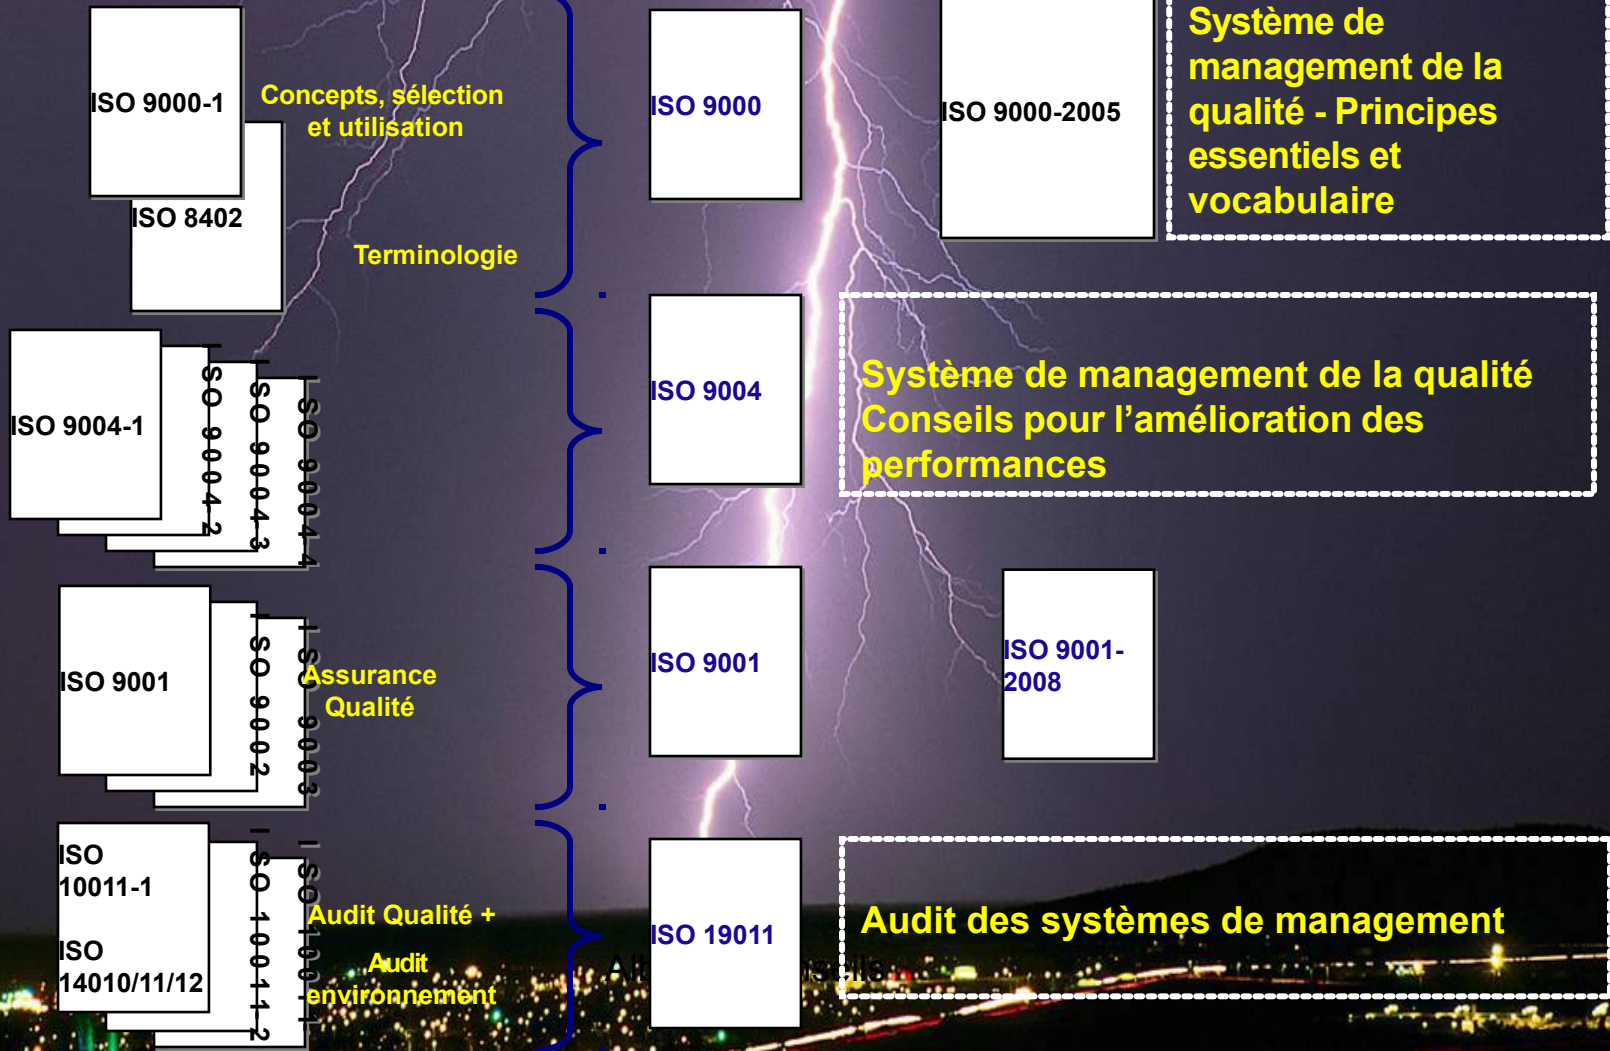 ISO 9000-1
Concepts, sélection
et utilisation
ISO 8402
Terminologie
ISO 9000
ISO 9000-2005
Système de
management de la
qualité - Principes
essentiels et
vocabulaire
ISO 9004-1
ISO 9004-2
ISO 9004-3
ISO 9004-4
ISO 9004
Système de management de la qualité
Conseils pour l’amélioration des
performances
ISO 9001
ISO 9002
ISO 9003
Assurance
Qualité
ISO 9001
ISO 9001-
2008
ISO
10011-1
ISO
14010/11/12
ISO 10011-2
Audit Qualité +
Audit
environnement
ISO 19011
Audit des systèmes de management